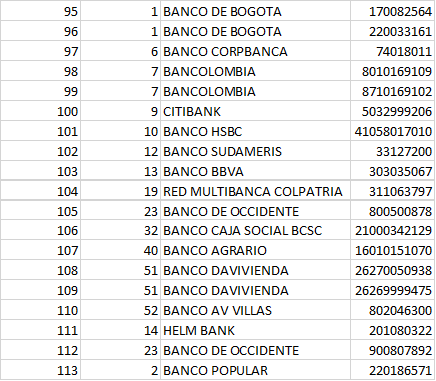 95 1 BANCO DE BOGOTA 170082564
96 1 BANCO DE BOGOTA 220033161
97 6 BANCO CORPBANCA 74018011
98 7 BANCOLOMBIA 8010169109
99 7 BANCOLOMBIA 8710169102
100 9 CITIBANK 5032999206
101 10 BANCO HSBC 41058017010
102 12 BANCO SUDAMERIS 33127200
103 13 BANCO BBVA 303035067
104 19 RED MULTIBANCA COLPATRIA 311063797
105 23 BANCO DE OCCIDENTE 800500878
106 32 BANCO CAJA SOCIAL BCSC 21000342129
107 40 BANCO AGRARIO 16010151070
108 51 BANCO DAVIVIENDA 26270050938
109 51 BANCO DAVIVIENDA 26269999475
110 52 BANCO AV VILLAS 802046300
111 14 HELM BANK 201080322
112 23 BANCO DE OCCIDENTE 900807892
113 2 BANCO POPULAR 220186571